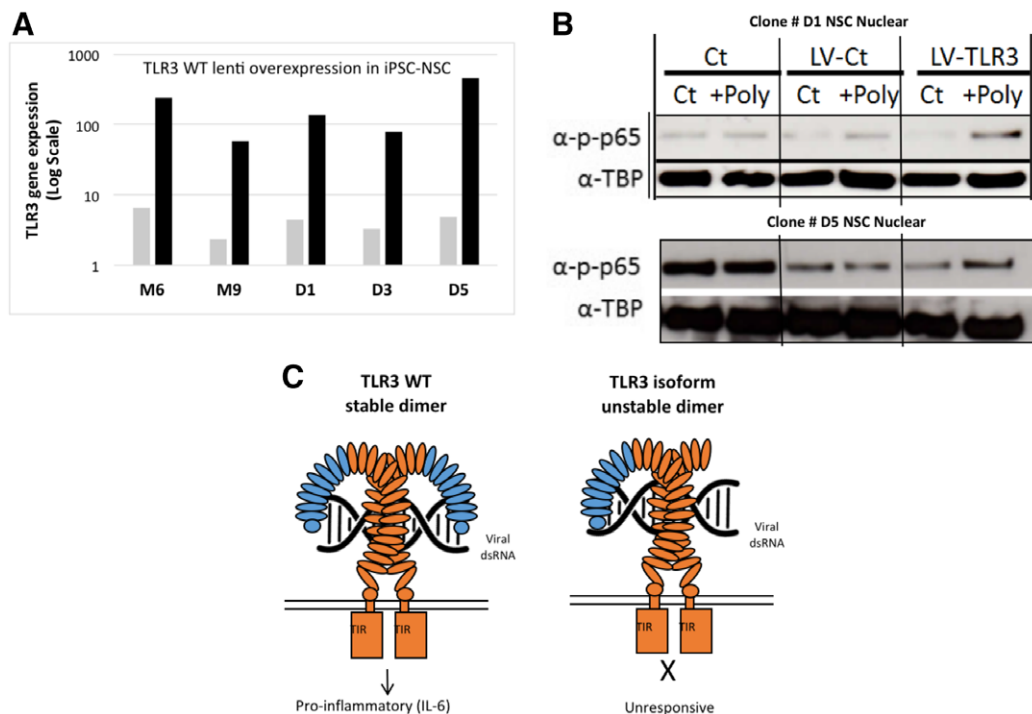 A
TLR3 WT lenti overexpression in iPSC-NSC
TLR3 gene expession
(Log Scale)
1000
100
10
1
M6 M9 D1 D3 D5
B
Clone # D1 NSC Nuclear
Ct LV-Ct LV-TLR3
Ct +Poly Ct +Poly Ct +Poly
α-p-p65
α-TBP
Clone # D5 NSC Nuclear
α-p-p65
α-TBP
C
TLR3 WT
stable dimer
Viral
dsRNA
TIR TIR
Pro-inflammatory (IL-6)
TLR3 isoform
unstable dimer
Viral
dsRNA
TIR TIR
X
Unresponsive